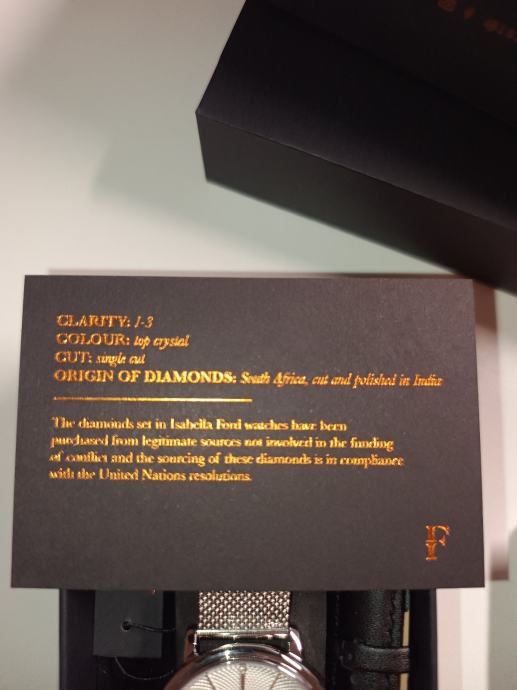 CLARITY: I-3
COLOUR: top crystal
CUT: single cut
ORIGIN OF DIAMONDS: South Africa, cut and polished in India
The diamonds set in Isabella Ford watches have been
purchased from legitimate sources not involved in the funding
of conflict and the sourcing of these diamonds is in compliance
with the United Nations resolutions.
F